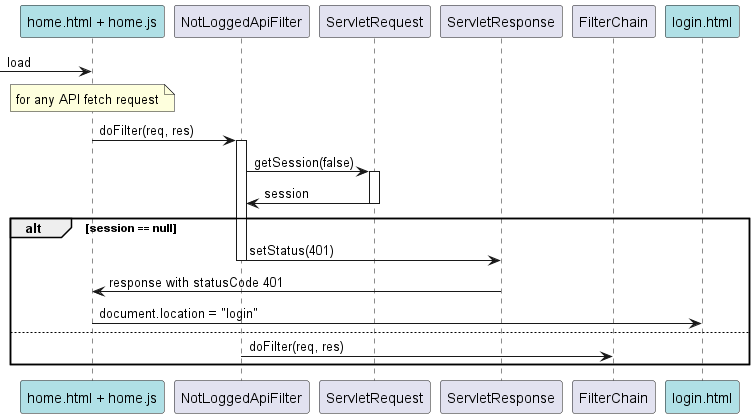 home.html + home.js NotLoggedApiFilter ServletRequest ServletResponse FilterChain login.html
load
for any API fetch request
doFilter(req, res)
getSession(false)
session
alt [session == null]
setStatus(401)
response with statusCode 401
document.location = "login"
doFilter(req, res)
home.html + home.js NotLoggedApiFilter ServletRequest ServletResponse FilterChain login.html